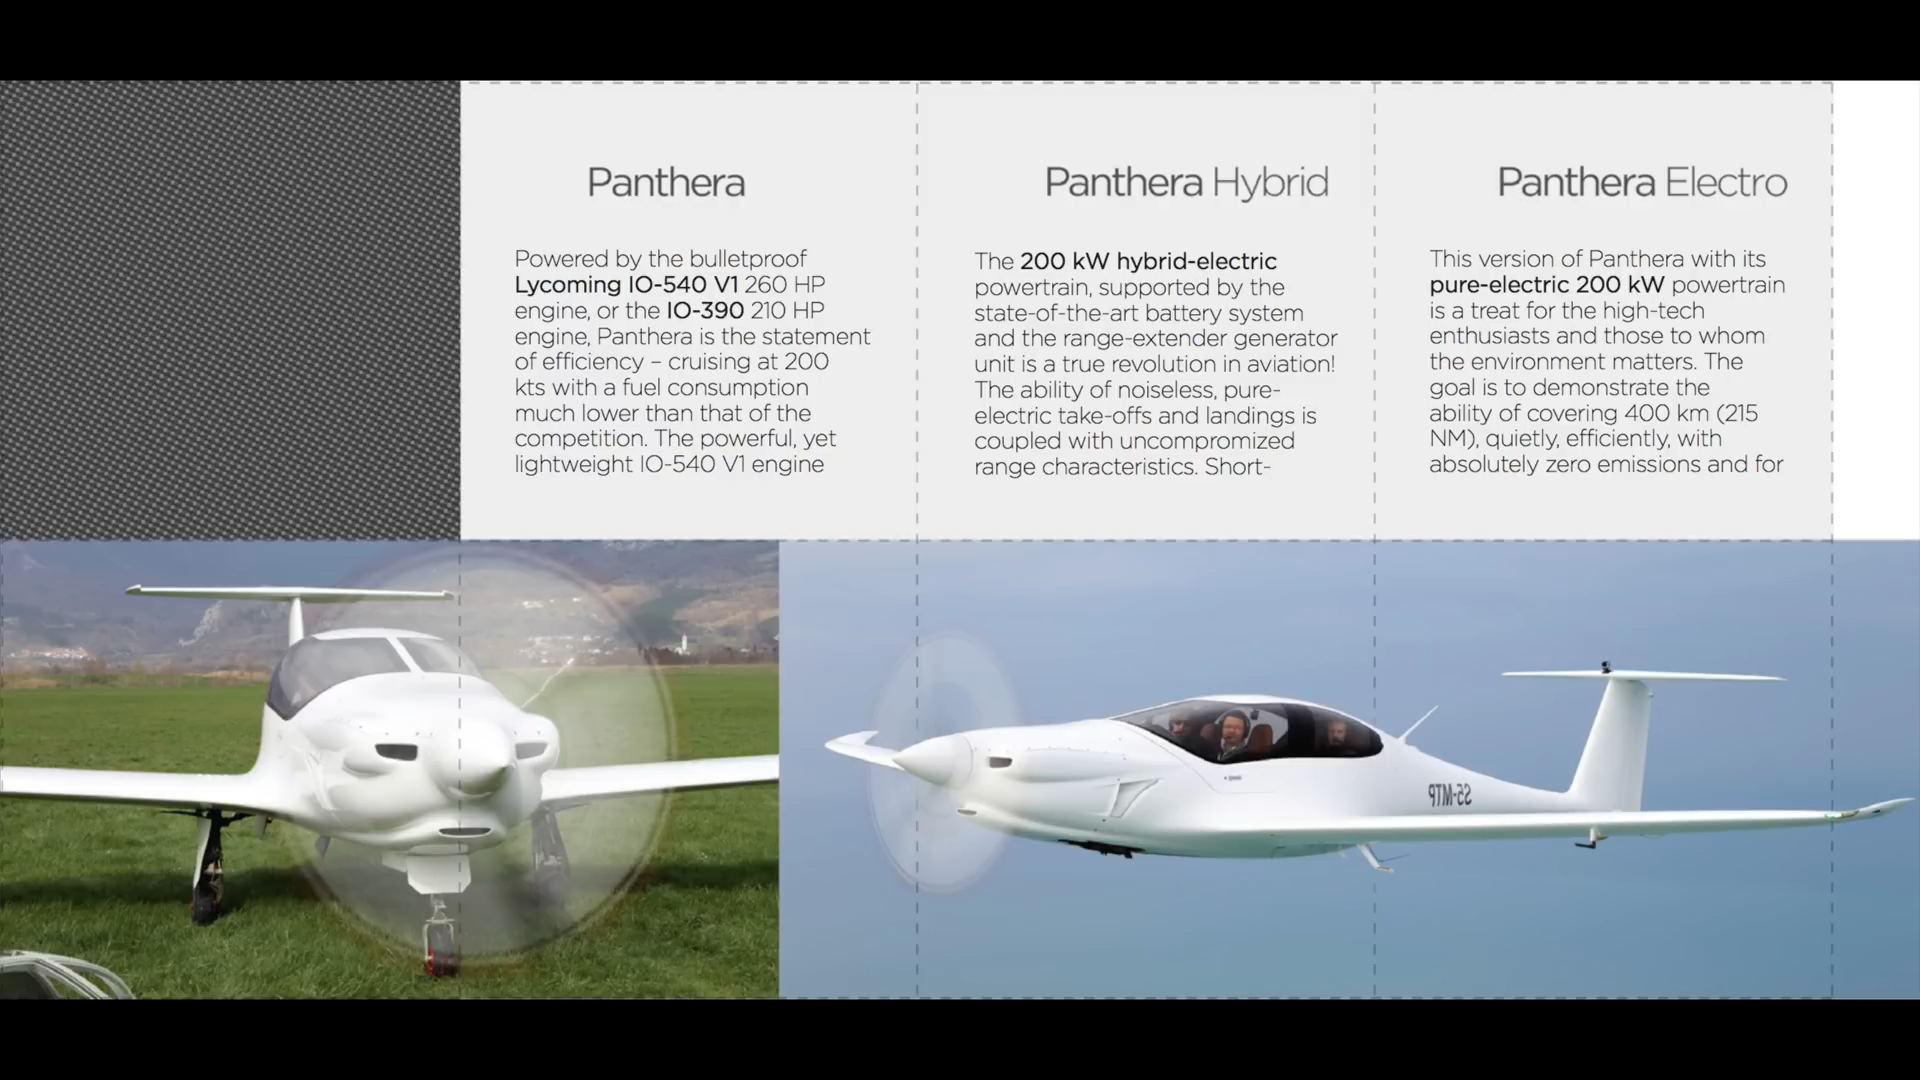 Panthera
Powered by the bulletproof
Lycoming IO-540 V1 260 HP
engine, or the IO-390 210 HP
engine, Panthera is the statement
of efficiency – cruising at 200
kts with a fuel consumption
much lower than that of the
competition. The powerful, yet
lightweight IO-540 V1 engine
Panthera Hybrid
The 200 kW hybrid-electric
powertrain, supported by the
state-of-the-art battery system
and the range-extender generator
unit is a true revolution in aviation!
The ability of noiseless, pure-
electric take-offs and landings is
coupled with uncompromized
range characteristics. Short-
Panthera Electro
This version of Panthera with its
pure-electric 200 kW powertrain
is a treat for the high-tech
enthusiasts and those to whom
the environment matters. The
goal is to demonstrate the
ability of covering 400 km (215
NM), quietly, efficiently, with
absolutely zero emissions and for
S5-MTP